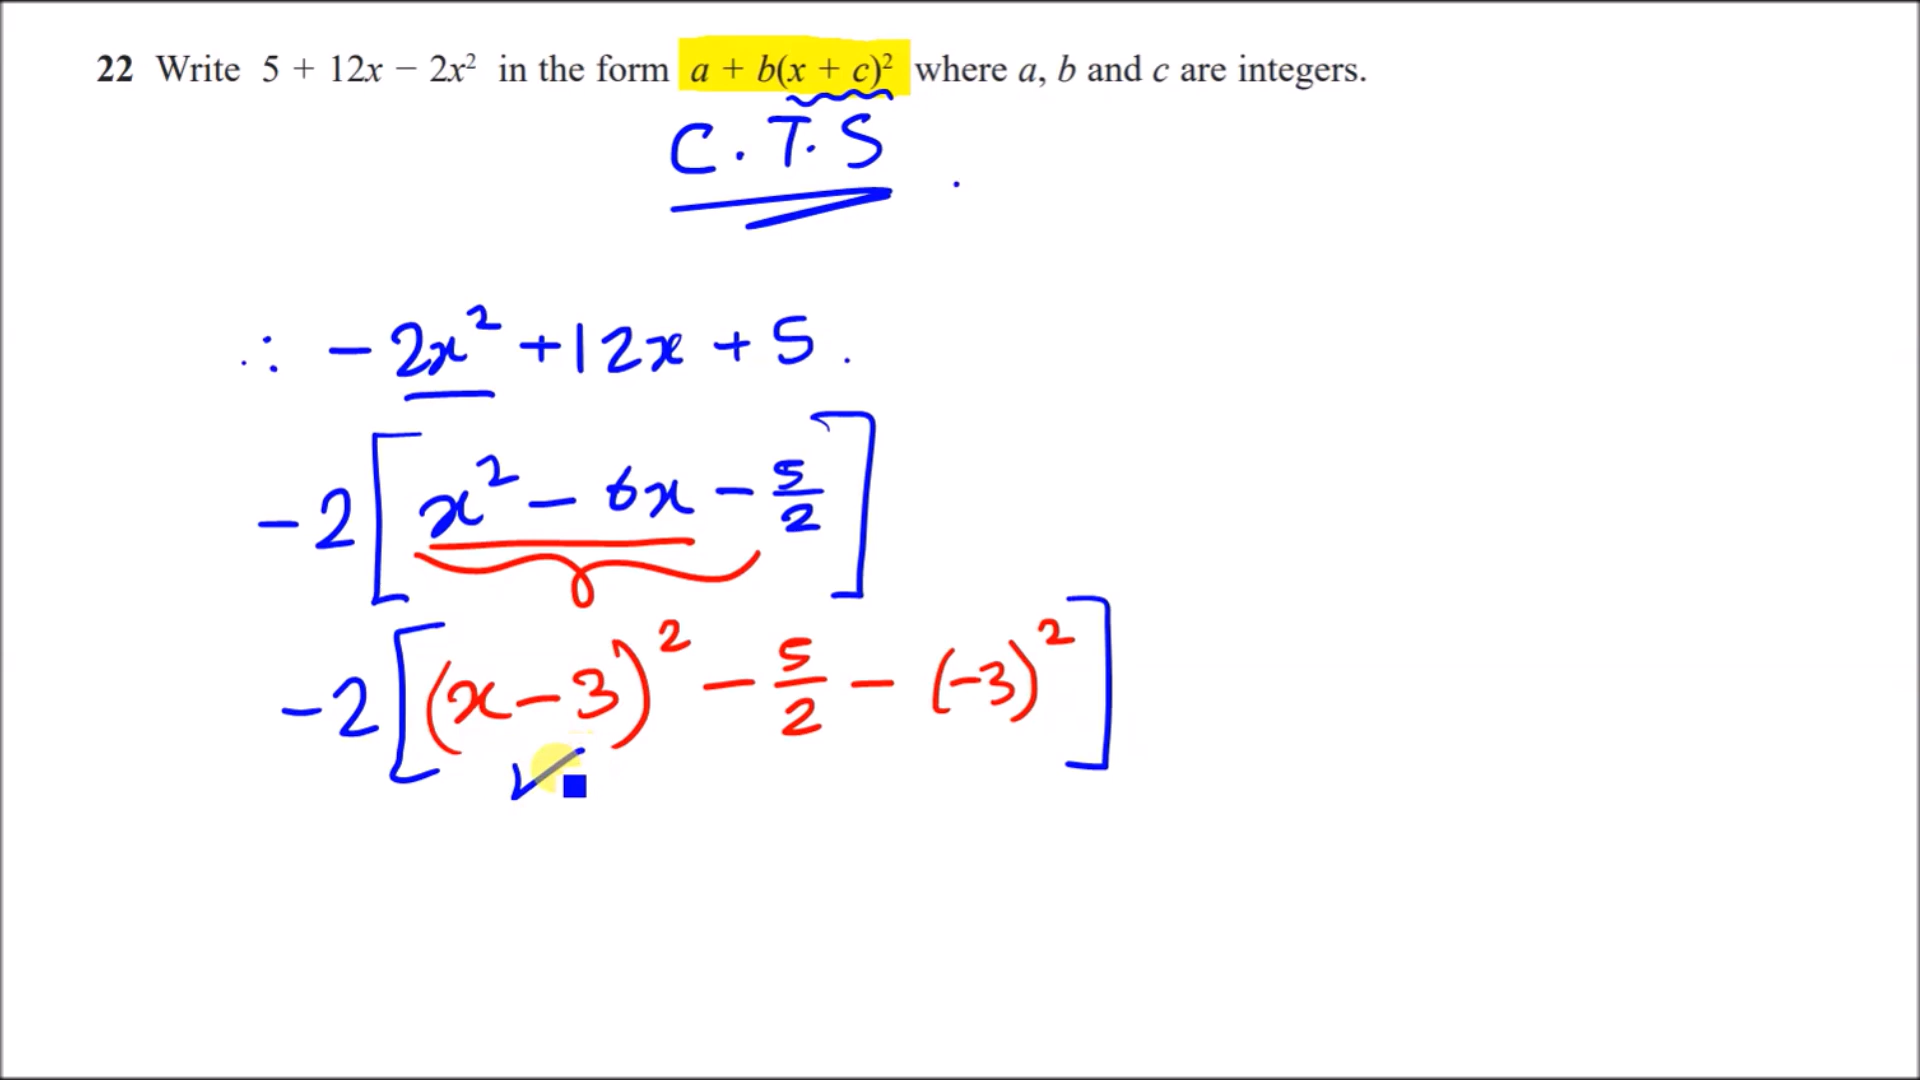 22 Write 5 + 12x − 2x² in the form a + b(x + c)² where a, b and c are integers.
C.T.S
∴ −2x² + 12x + 5.
−2[x² − 6x − 5/2]
−2[(x − 3)² − 5/2 − (−3)²]